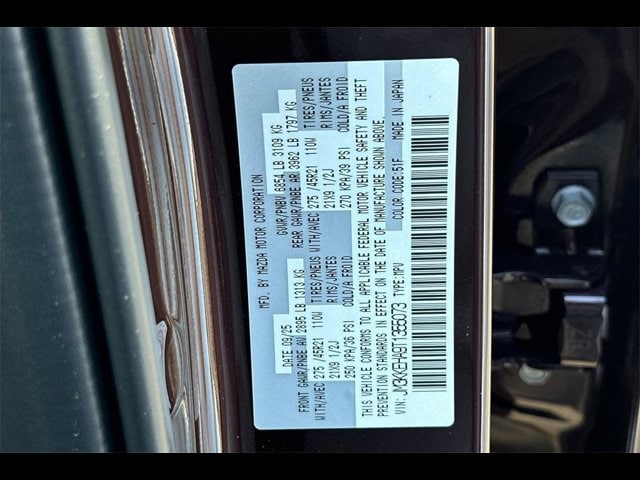 MFD. BY MAZDA MOTOR CORPORATION
DATE: 09/25 GVWR/PNBV 6854 LB 3109 KG
FRONT GAWR/PNBE AV 2895 LB 1313 KG REAR GAWR/PNBE AR 3962 LB 1797 KG
WITH/AVEC 275 /45R21 110W TIRES/PNEUS WITH/AVEC 275 /45R21 110W TIRES/PNEUS
21X9 1/2J RIMS/JANTES 21X9 1/2J RIMS/JANTES
250 KPA/36 PSI COLD/A FROID 270 KPA/39 PSI COLD/A FROID
THIS VEHICLE CONFORMS TO ALL APPLICABLE FEDERAL MOTOR VEHICLE SAFETY AND THEFT
PREVENTION STANDARDS IN EFFECT ON THE DATE OF MANUFACTURE SHOWN ABOVE.
VIN: JM3KKEHA9T1355073 TYPE:MPV COLOR CODE:51F MADE IN JAPAN